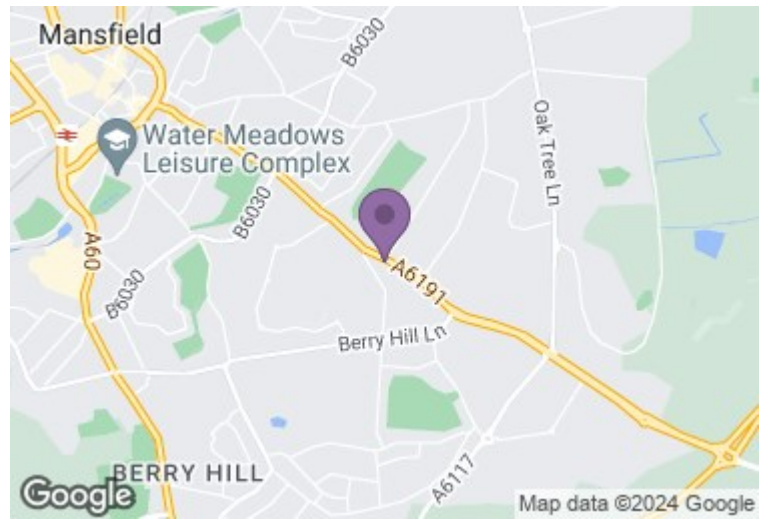 Mansfield
B6030
Oak Tree Ln
Water Meadows
Leisure Complex
B6030
A60
A6191
B6030
Berry Hill Ln
BERRY HILL
A6117
Google
Map data ©2024 Google